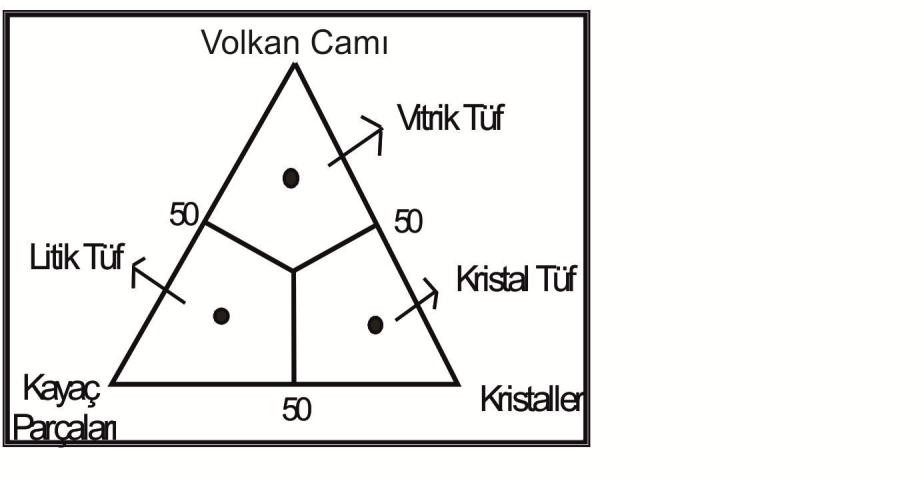 Volkan Camı
Vitrik Tüf
50
50
Litik Tüf
Kristal Tüf
Kayaç
Parçaları
Kristaller
50